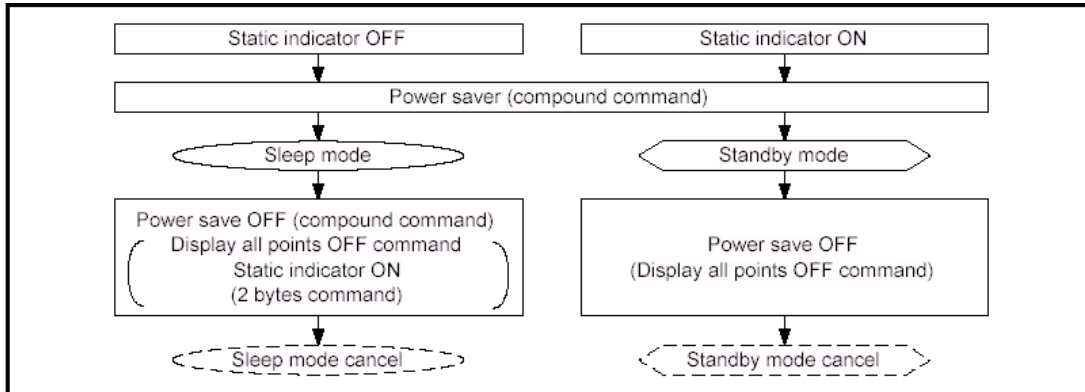 Static indicator OFF
Static indicator ON
Power saver (compound command)
Sleep mode
Standby mode
Power save OFF (compound command)
Display all points OFF command
Static indicator ON
(2 bytes command)
Power save OFF
(Display all points OFF command)
Sleep mode cancel
Standby mode cancel